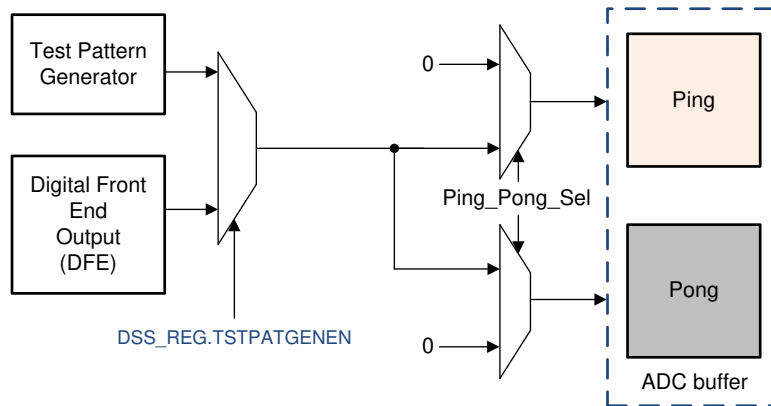 Test Pattern
Generator
Digital Front
End
Output
(DFE)
DSS_REG.TSTPATGENEN
0
Ping_Pong_Sel
0
Ping
Pong
ADC buffer